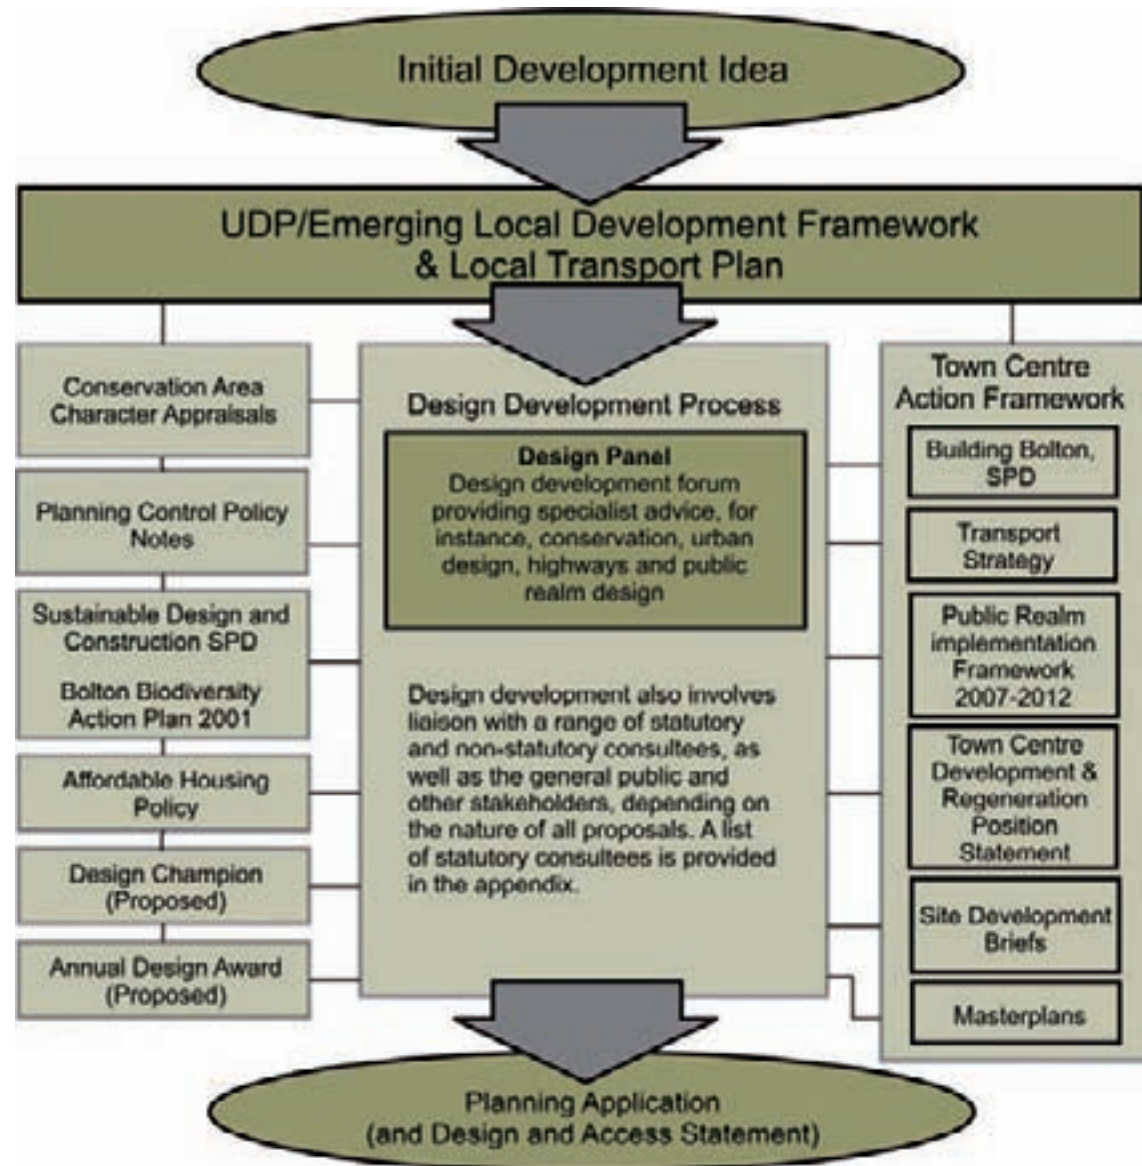 Initial Development Idea
UDP/Emerging Local Development Framework
& Local Transport Plan
Conservation Area
Character Appraisals
Planning Control Policy
Notes
Sustainable Design and
Construction SPD
Bolton Biodiversity
Action Plan 2001
Affordable Housing
Policy
Design Champion
(Proposed)
Annual Design Award
(Proposed)
Design Development Process
Design Panel
Design development forum
providing specialist advice, for
instance, conservation, urban
design, highways and public
realm design
Design development also involves
liaison with a range of statutory
and non-statutory consultees, as
well as the general public and
other stakeholders, depending on
the nature of all proposals. A list
of statutory consultees is provided
in the appendix.
Town Centre
Action Framework
Building Bolton,
SPD
Transport
Strategy
Public Realm
implementation
Framework
2007-2012
Town Centre
Development &
Regeneration
Position
Statement
Site Development
Briefs
Masterplans
Planning Application
(and Design and Access Statement)